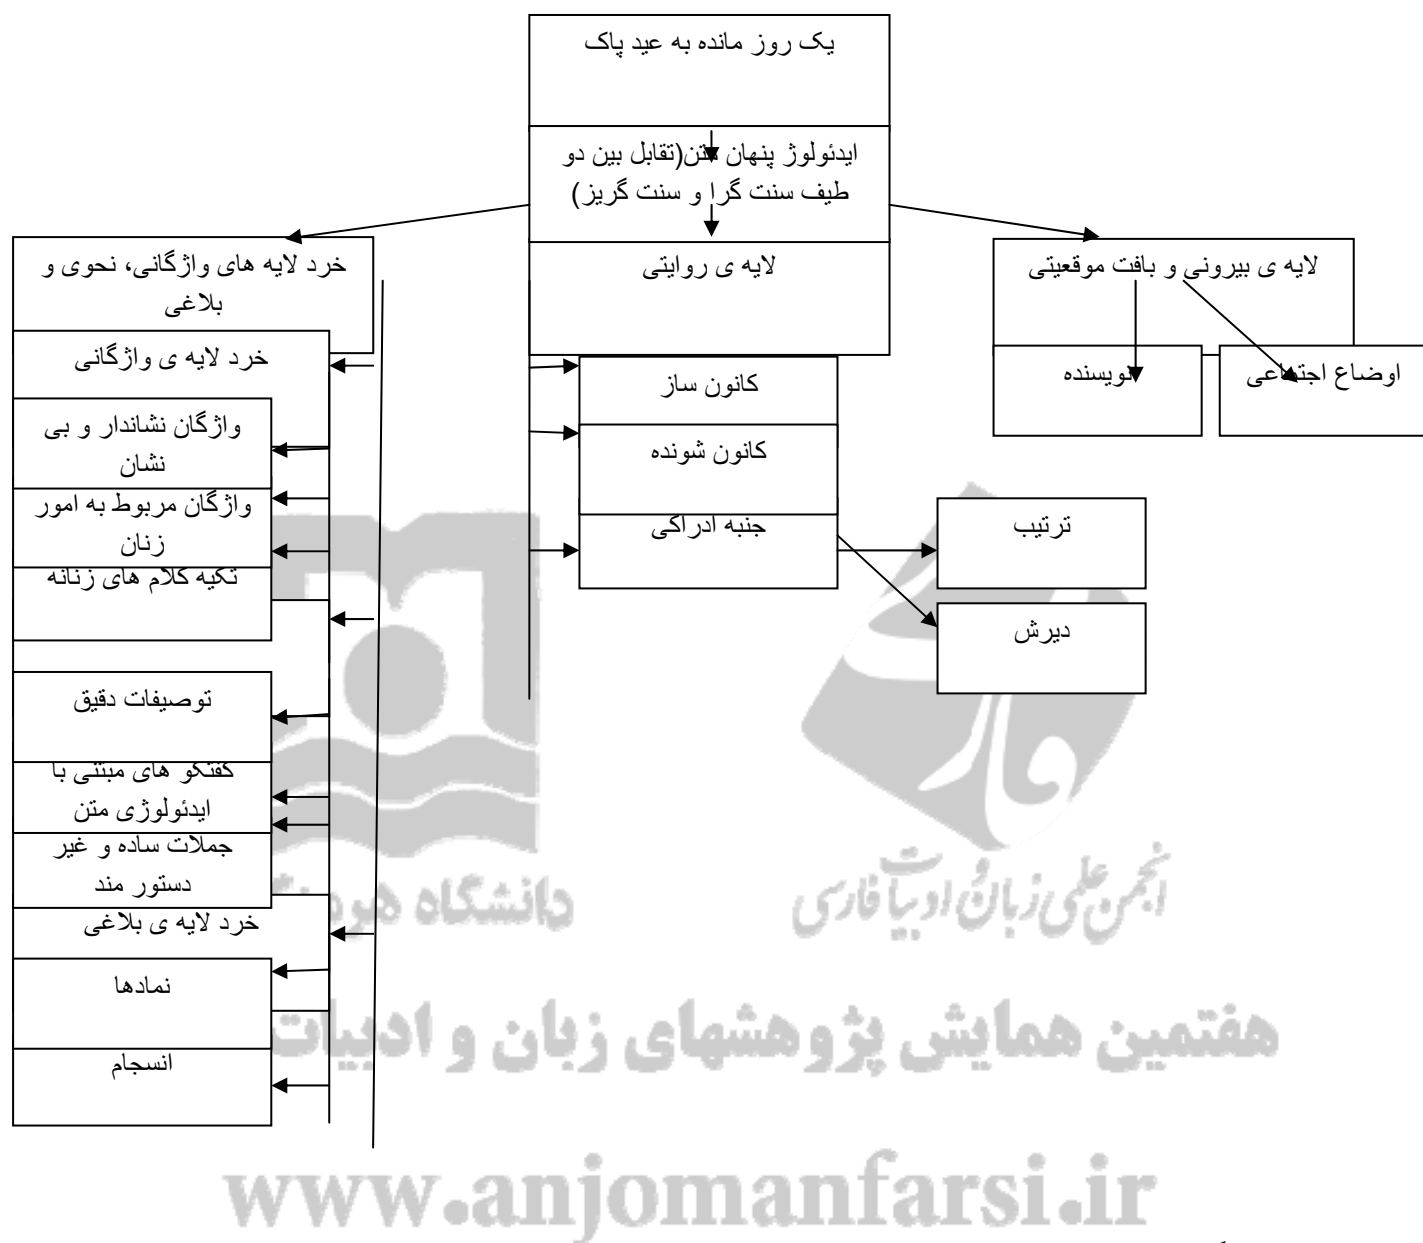 یک روز مانده به عید پاک
ایدئولوژ پنهان متن(تقابل بین دو
طیف سنت گرا و سنت گریز)
لایه ی بیرونی و بافت موقعیتی
لایه ی روایتی
خرد لایه های واژگانی، نحوی و
بلاغی
اوضاع اجتماعی
نویسنده
کانون ساز
کانون شونده
جنبه ادراکی
ترتیب
دیرش
خرد لایه ی واژگانی
واژگان نشاندار و بی
نشان
واژگان مربوط به امور
زنان
تکیه کلام های زنانه
توصیفات دقیق
گفتگو های مبتنی با
ایدئولوژی متن
جملات ساده و غیر
دستور مند
خرد لایه ی بلاغی
نمادها
انسجام
دانشگاه
انجمن علمی زبان و ادبیات فارسی
هفتمین همایش پژوهشهای زبان و ادبیات
www.anjomanfarsi.ir